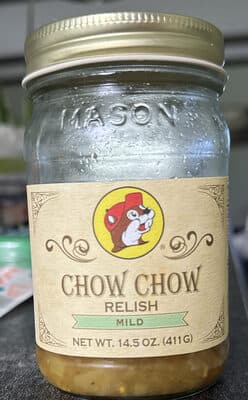 MASON
®
CHOW CHOW
RELISH
MILD
NET WT. 14.5 OZ. (411G)